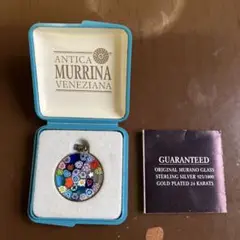 ANTICA
MURRINA
VENEZIANA
GUARANTEED
ORIGINAL MURANO GLASS
STERLING SILVER 925/1000
GOLD PLATED 24 KARATS